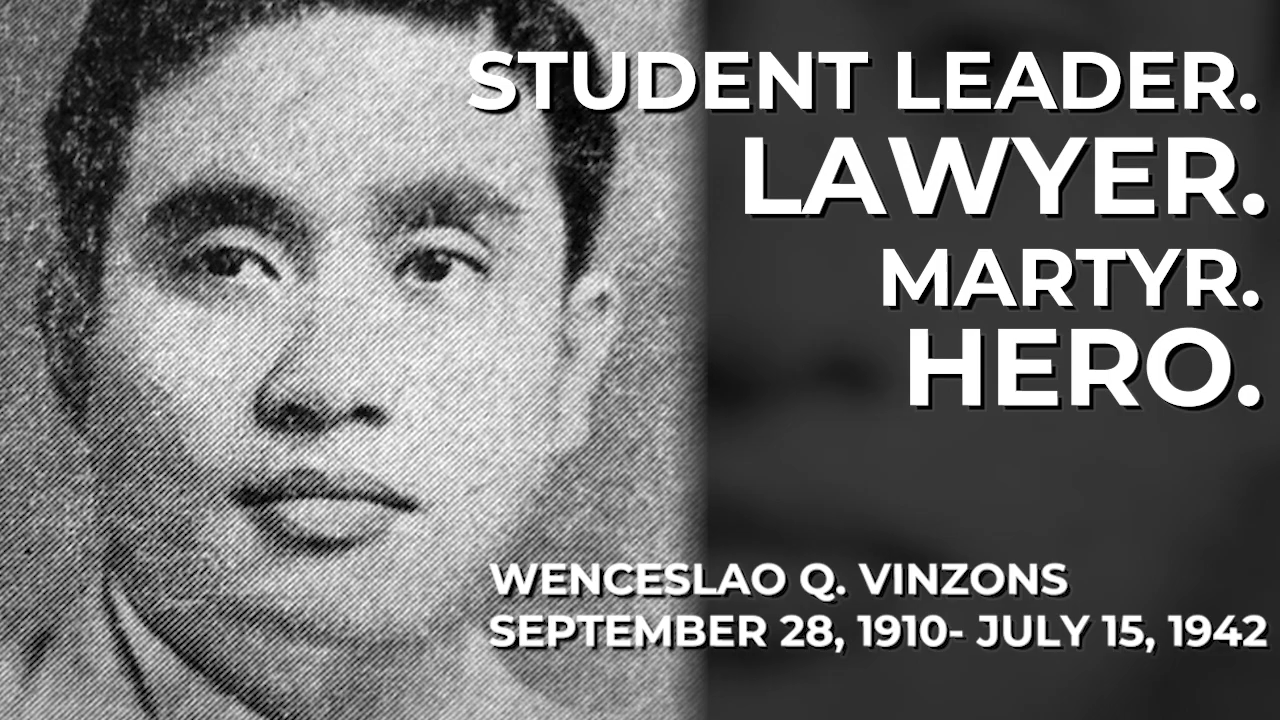 STUDENT LEADER.
LAWYER.
MARTYR.
HERO.
WENCESLAO Q. VINZONS
SEPTEMBER 28, 1910- JULY 15, 1942